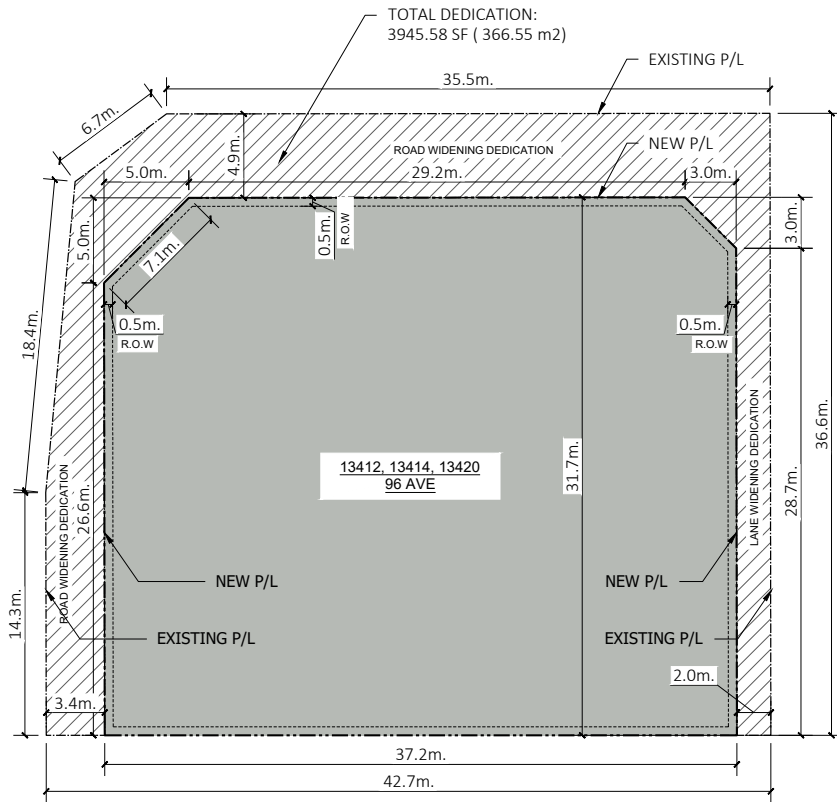 TOTAL DEDICATION:
3945.58 SF ( 366.55 m2)
35.5m.
EXISTING P/L
6.7m.
ROAD WIDENING DEDICATION
4.9m.
NEW P/L
5.0m.
29.2m.
3.0m.
5.0m.
7.1m.
0.5m.
R.O.W
3.0m.
0.5m.
R.O.W
0.5m.
R.O.W
18.4m.
36.6m.
13412, 13414, 13420
96 AVE
31.7m.
28.7m.
LANE WIDENING DEDICATION
ROAD WIDENING DEDICATION
26.6m.
NEW P/L
NEW P/L
14.3m.
EXISTING P/L
EXISTING P/L
2.0m.
3.4m.
37.2m.
42.7m.